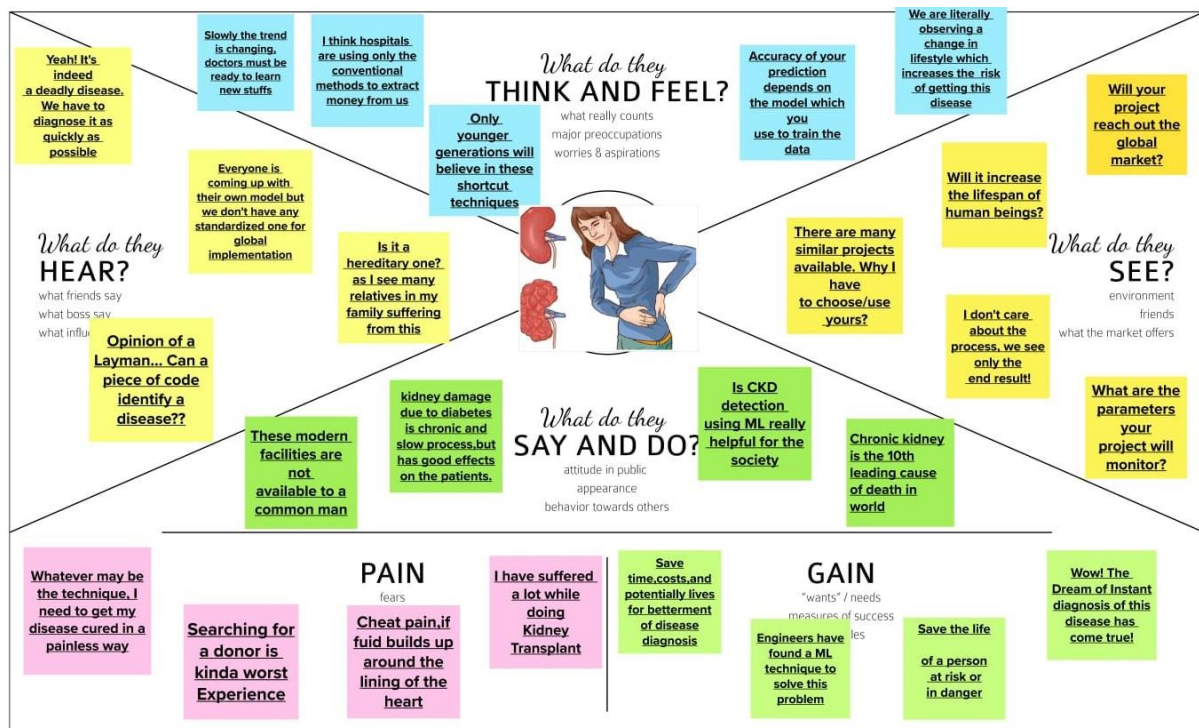 Yeah! It's
indeed
a deadly disease.
We have to
diagnose it as
quickly as
possible
Slowly the trend
is changing,
doctors must be
ready to learn
new stuffs
I think hospitals
are using only the
conventional
methods to extract
money from us
Only
younger
generations will
believe in these
shortcut
techniques
What do they
THINK AND FEEL?
what really counts
major preoccupations
worries & aspirations
Accuracy of your
prediction
depends on
the model which
you
use to train the
data
We are literally
observing a
change in
lifestyle which
increases the risk
of getting this
disease
Will your
project
reach out the
global
market?
Everyone is
coming up with
their own model but
we don't have any
standardized one for
global
implementation
Is it a
hereditary one?
as I see many
relatives in my
family suffering
from this
What do they
HEAR?
what friends say
what boss say
what influ
Opinion of a
Layman... Can a
piece of code
identify a
disease??
Will it increase
the lifespan of
human beings?
There are many
similar projects
available. Why I
have
to choose/use
yours?
What do they
SEE?
environment
friends
what the market offers
I don't care
about the
process, we see
only the
end result!
What are the
parameters
your
project will
monitor?
These modern
facilities are
not
available to a
common man
kidney damage
due to diabetes
is chronic and
slow process,but
has good effects
on the patients.
What do they
SAY AND DO?
attitude in public
appearance
behavior towards others
Is CKD
detection
using ML really
helpful for the
society
Chronic kidney
is the 10th
leading cause
of death in
world
Whatever may be
the technique, I
need to get my
disease cured in a
painless way
Searching for
a donor is
kinda worst
Experience
PAIN
fears
Cheat pain,if
fuid builds up
around the
lining of the
heart
I have suffered
a lot while
doing
Kidney
Transplant
Save
time,costs,and
potentially lives
for betterment
of disease
diagnosis
GAIN
"wants" / needs
measures of success
les
Engineers have
found a ML
technique to
solve this
problem
Save the life
of a person
at risk or
in danger
Wow! The
Dream of Instant
diagnosis of this
disease has
come true!